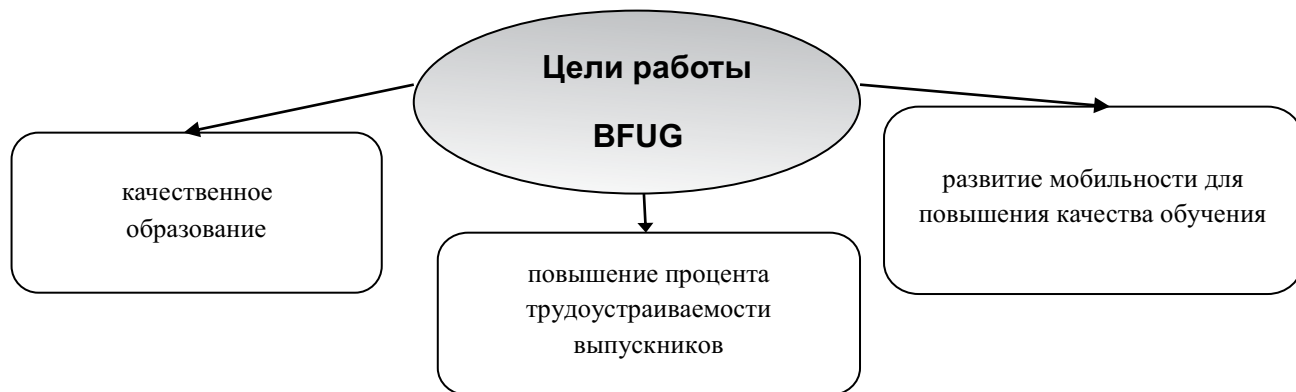 Цели работы
BFUG
качественное
образование
повышение процента
трудоустраиваемости
выпускников
развитие мобильности для
повышения качества обучения